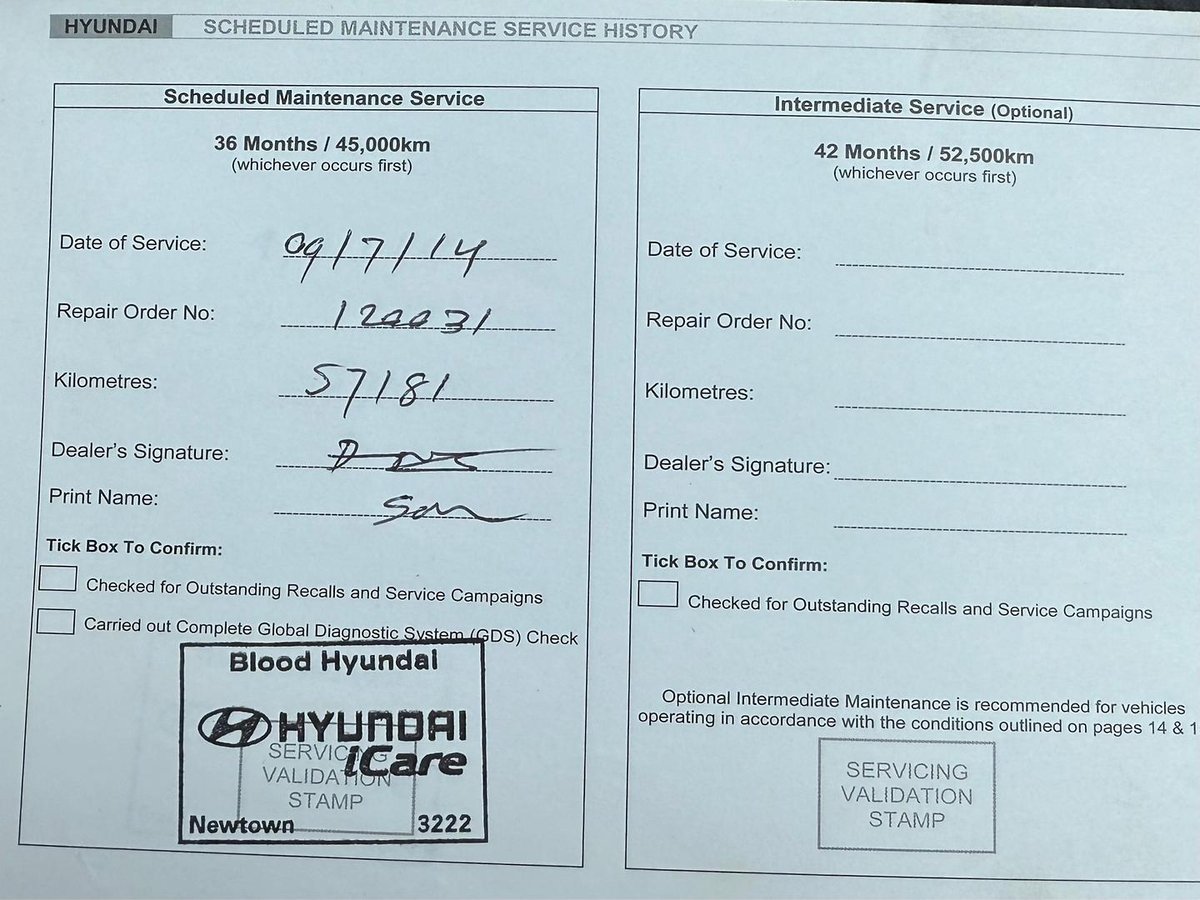 HYUNDAI SCHEDULED MAINTENANCE SERVICE HISTORY
Scheduled Maintenance Service
36 Months / 45,000km
(whichever occurs first)
Date of Service: 09/7/14
Repair Order No: 120031
Kilometres: 57181
Dealer's Signature:
Print Name:
Tick Box To Confirm:
Checked for Outstanding Recalls and Service Campaigns
Carried out Complete Global Diagnostic System (GDS) Check
Blood Hyundai
HYUNDAI
iCare
SERVICING
VALIDATION
STAMP
Newtown 3222
Intermediate Service (Optional)
42 Months / 52,500km
(whichever occurs first)
Date of Service:
Repair Order No:
Kilometres:
Dealer's Signature:
Print Name:
Tick Box To Confirm:
Checked for Outstanding Recalls and Service Campaigns
Optional Intermediate Maintenance is recommended for vehicles
operating in accordance with the conditions outlined on pages 14 & 1
SERVICING
VALIDATION
STAMP